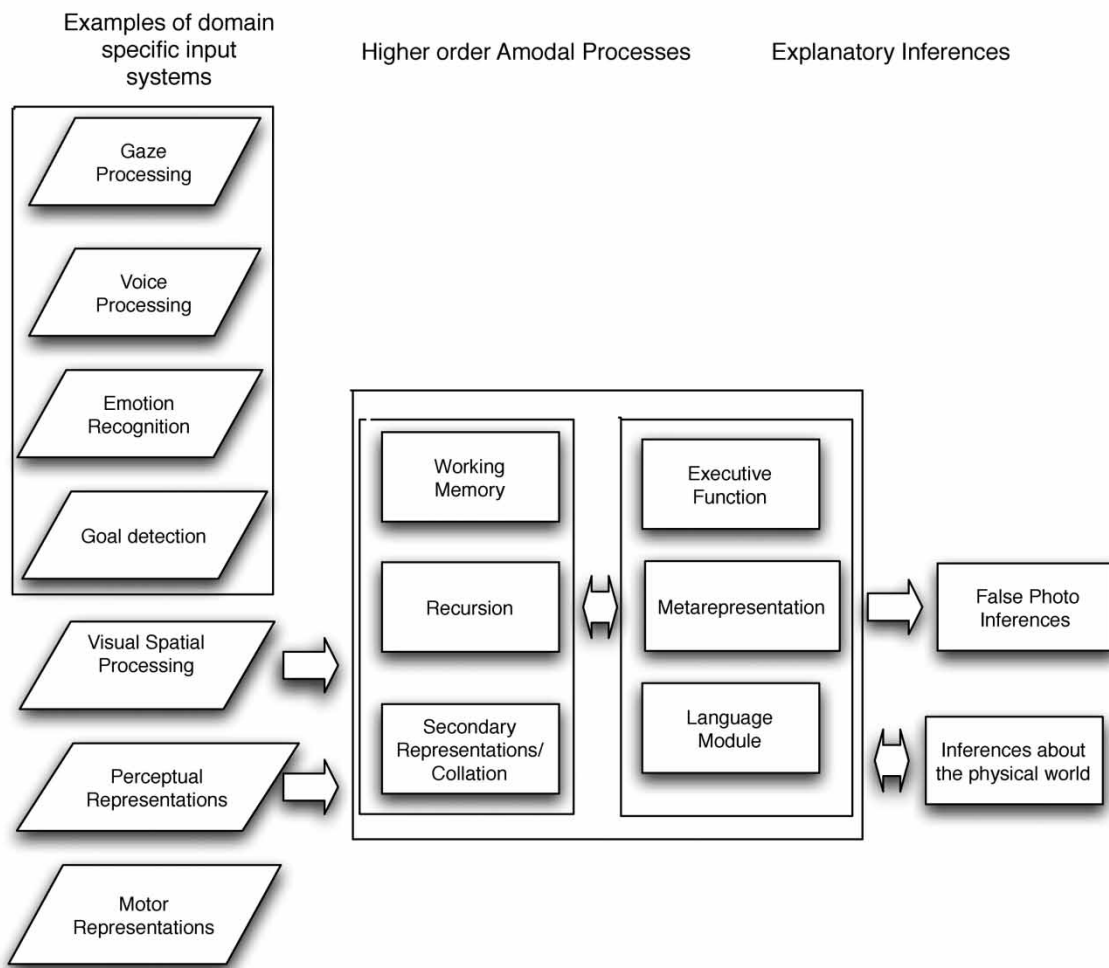 Examples of domain
specific input
systems
Higher order Amodal Processes
Explanatory Inferences
Gaze
Processing
Voice
Processing
Emotion
Recognition
Goal detection
Visual Spatial
Processing
Perceptual
Representations
Motor
Representations
Working
Memory
Recursion
Secondary
Representations/
Collation
Executive
Function
Metarepresentation
Language
Module
False Photo
Inferences
Inferences about
the physical world